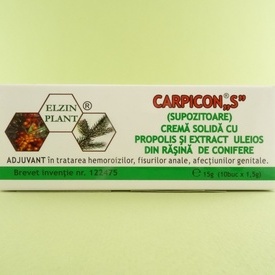 ELZIN
PLANT
®
CARPICON®„S”
(SUPOZITOARE)
CREMĂ SOLIDĂ CU
PROPOLIS ȘI EXTRACT ULEIOS
DIN RĂȘINĂ DE CONIFERE
ADJUVANT în tratarea hemoroizilor, fisurilor anale, afecțiunilor genitale.
Brevet invenție nr. 122475
℮ 15g (10buc x 1,5g)